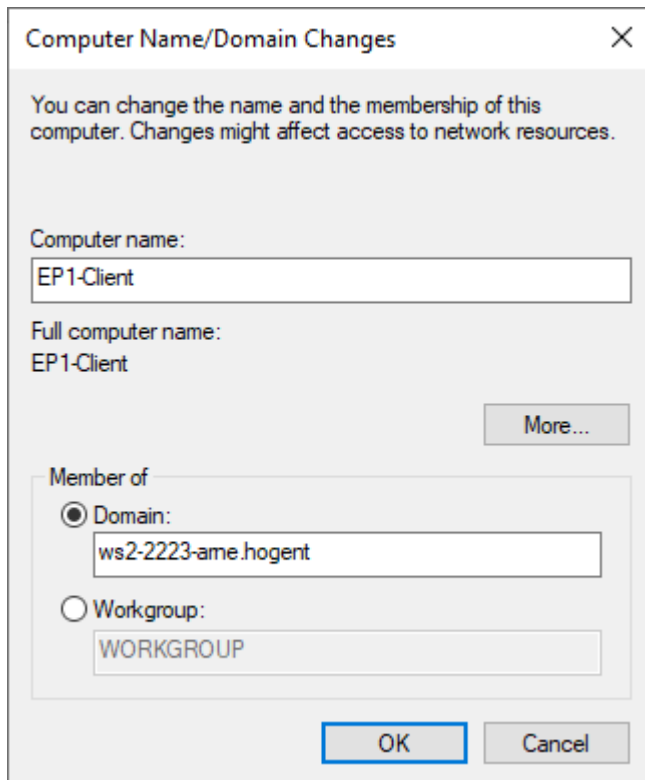 Computer Name/Domain Changes
You can change the name and the membership of this
computer. Changes might affect access to network resources.
Computer name:
EP1-Client
Full computer name:
EP1-Client
More...
Member of
Domain:
ws2-2223-arne.hogent
Workgroup:
WORKGROUP
OK
Cancel